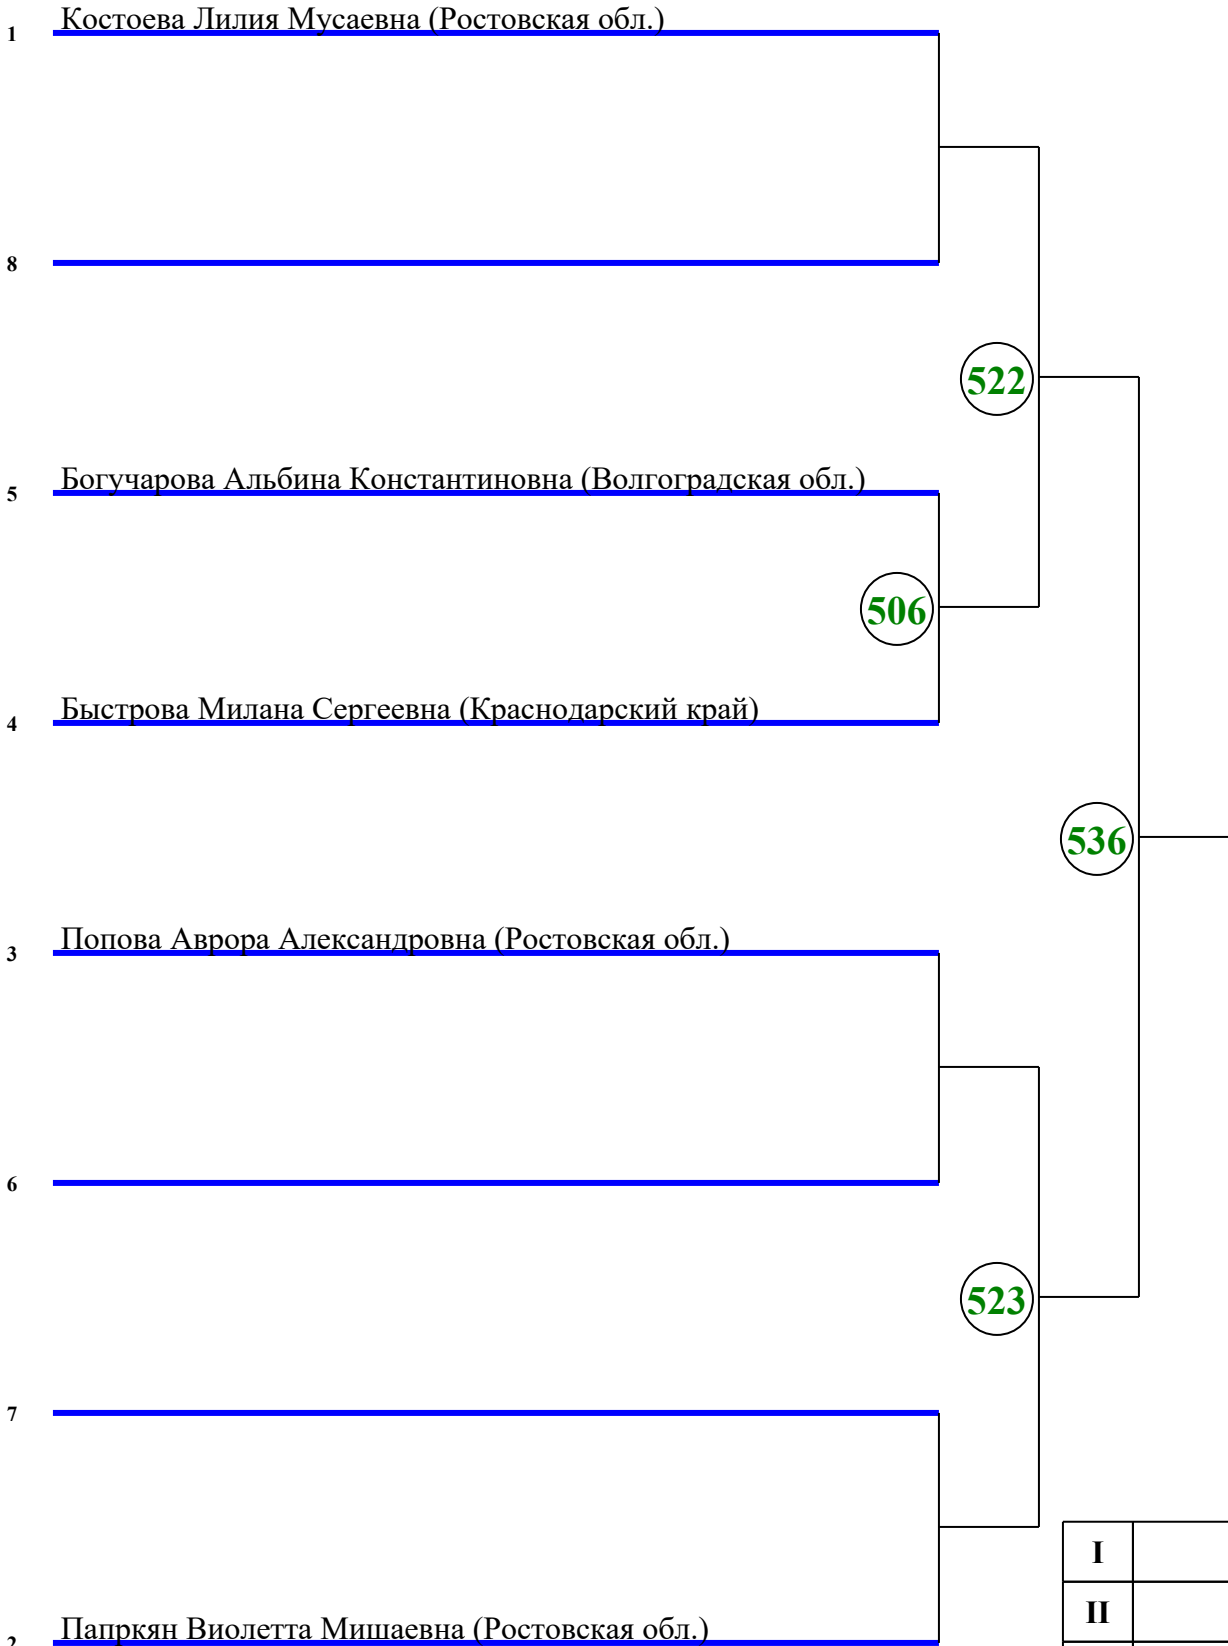 1 Костоева Лилия Мусаевна (Ростовская обл.)
8
522
5 Богучарова Альбина Константиновна (Волгоградская обл.)
506
4 Быстрова Милана Сергеевна (Краснодарский край)
536
3 Попова Аврора Александровна (Ростовская обл.)
6
523
7
I
II
2 Папркян Виолетта Мишаевна (Ростовская обл.)